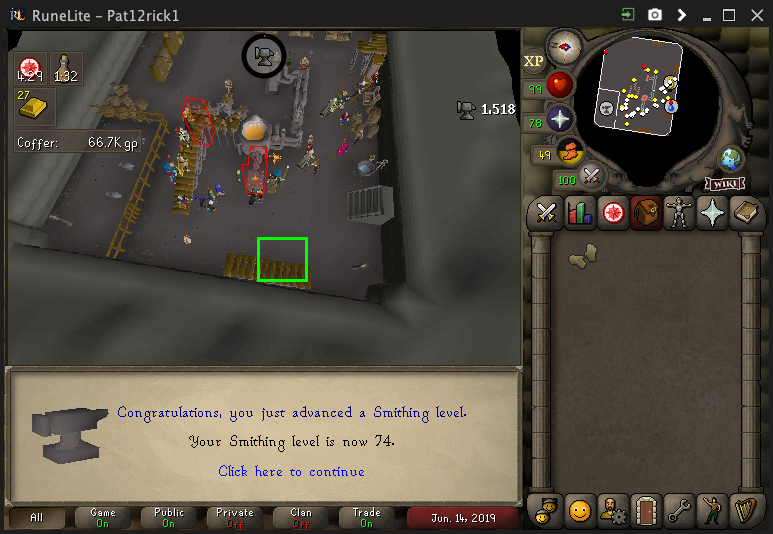 RuneLite - Pat12rick1
4:29
1:32
27
Coffer: 66.7K gp
1,518
XP
99
78
49
100
WIKI
Congratulations, you just advanced a Smithing level.
Your Smithing level is now 74.
Click here to continue
All
Game
On
Public
On
Private
Off
Clan
Off
Trade
On
Jun. 14, 2019